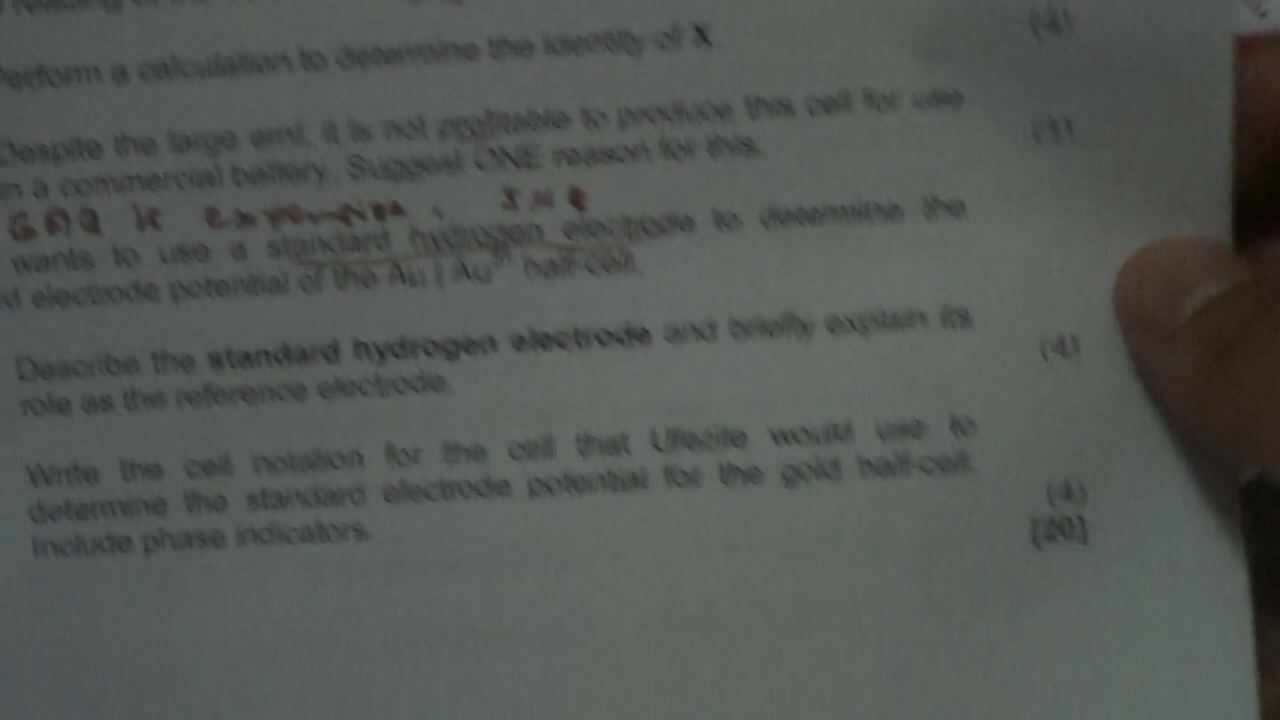 Perform a calculation to determine the identity of X (4)
Despite the large emf, it is not profitable to produce this cell for use
in a commercial battery. Suggest ONE reason for this. (1)
wants to use a standard hydrogen electrode to determine the
d electrode potential of the Au | Au half-cell.
Describe the standard hydrogen electrode and briefly explain its
role as the reference electrode. (4)
Write the cell notation for the cell that would use to
determine the standard electrode potential for the gold half-cell.
Include phase indicators. (4)
[20]